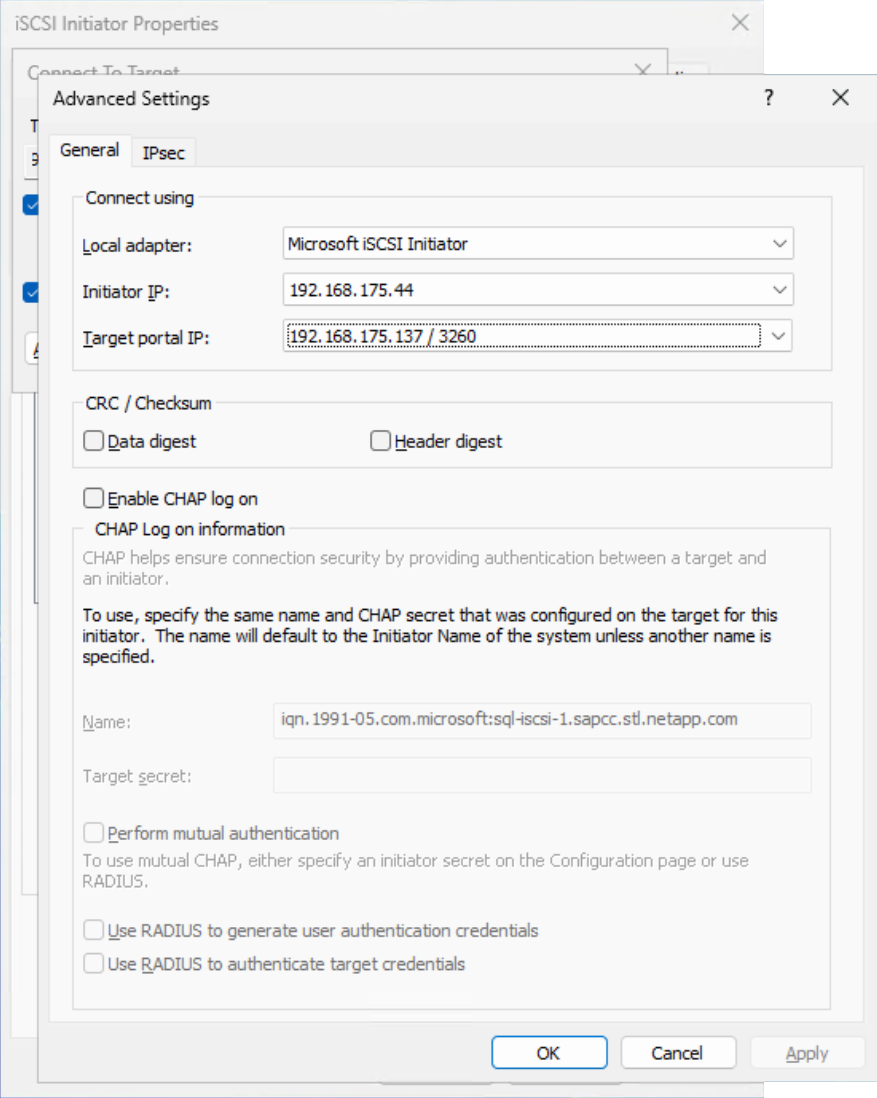 iSCSI Initiator Properties
Connect To Target
Advanced Settings
General
IPsec
Connect using
Local adapter:
Microsoft iSCSI Initiator
Initiator IP:
192.168.175.44
Target portal IP:
192.168.175.137 / 3260
CRC / Checksum
Data digest
Header digest
Enable CHAP log on
CHAP Log on information
CHAP helps ensure connection security by providing authentication between a target and
an initiator.
To use, specify the same name and CHAP secret that was configured on the target for this
initiator.  The name will default to the Initiator Name of the system unless another name is
specified.
Name:
iqn.1991-05.com.microsoft:sql-iscsi-1.sapcc.stl.netapp.com
Target secret:
Perform mutual authentication
To use mutual CHAP, either specify an initiator secret on the Configuration page or use
RADIUS.
Use RADIUS to generate user authentication credentials
Use RADIUS to authenticate target credentials
OK
Cancel
Apply